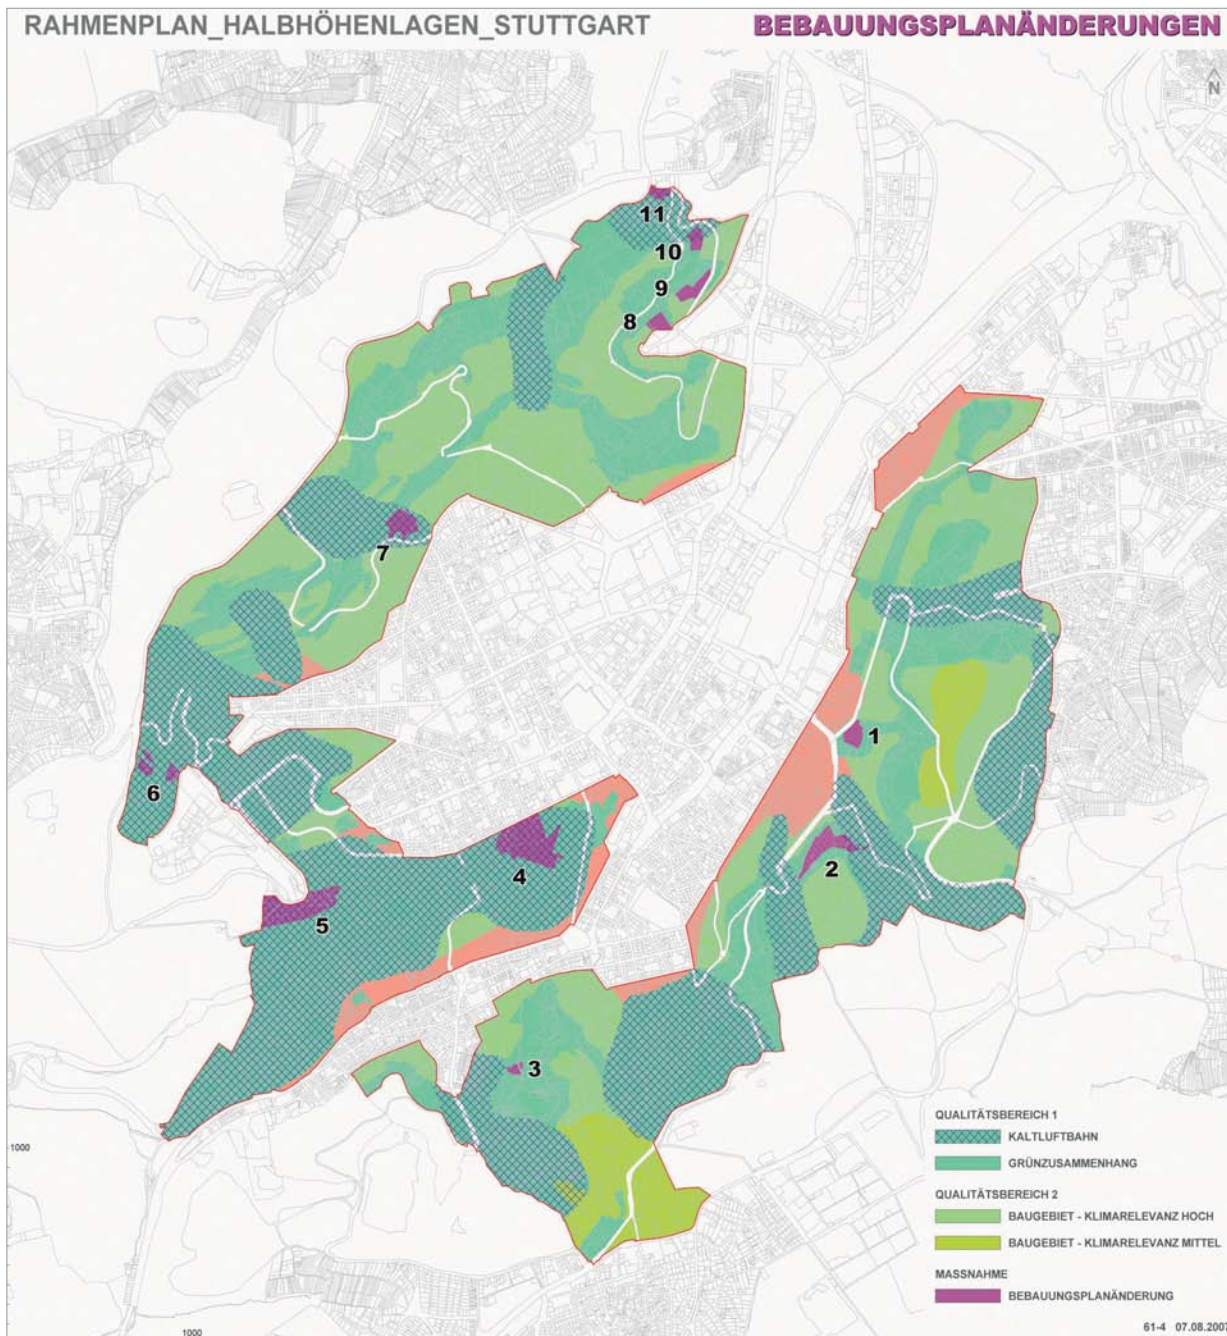 RAHMENPLAN_HALBHÖHENLAGEN_STUTTGART
BEBAUUNGSPLANÄNDERUNGEN
N
11
10
9
8
7
1
6
2
4
5
3
QUALITÄTSBEREICH 1
KALTLUFTBAHN
GRÜNZUSAMMENHANG
QUALITÄTSBEREICH 2
BAUGEBIET - KLIMARELEVANZ HOCH
BAUGEBIET - KLIMARELEVANZ MITTEL
MASSNAHME
BEBAUUNGSPLANÄNDERUNG
1000
1000
61-4 07.08.2007